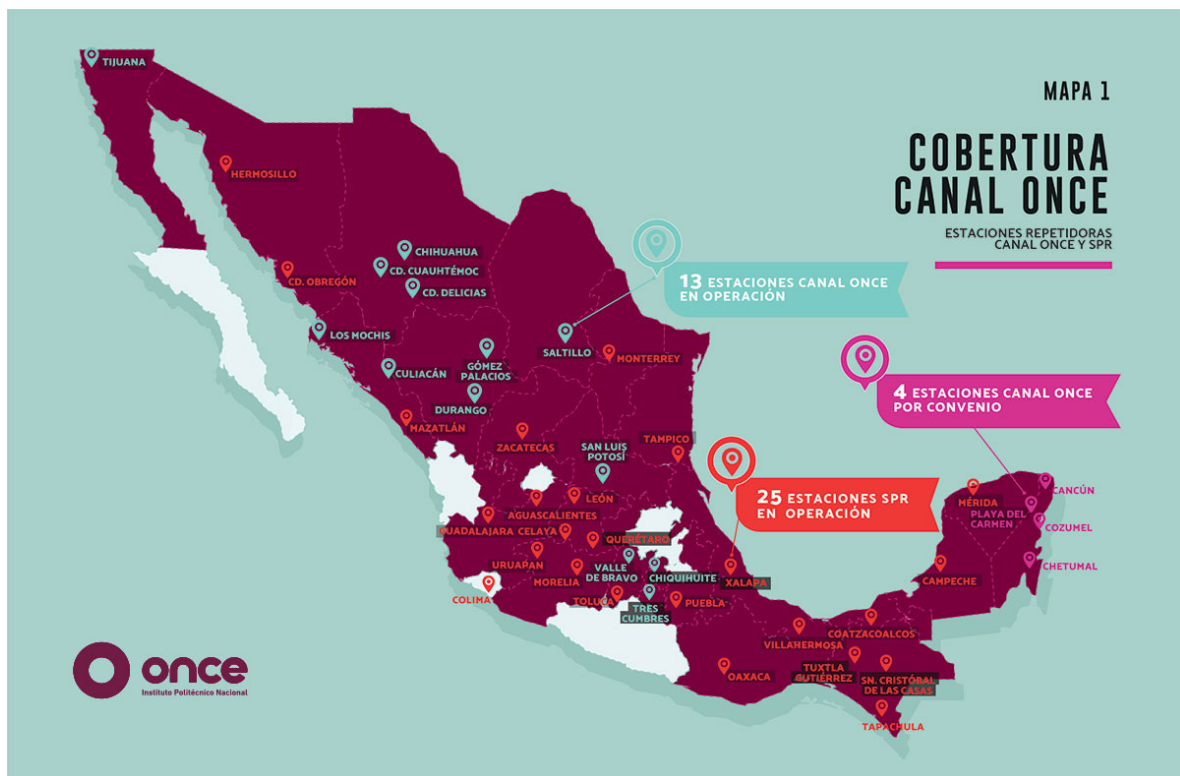 MAPA 1
COBERTURA
CANAL ONCE
ESTACIONES REPETIDORAS
CANAL ONCE Y SPR
TIJUANA
HERMOSILLO
CHIHUAHUA
CD. CUAUHTÉMOC
CD. OBREGÓN
CD. DELICIAS
13 ESTACIONES CANAL ONCE
EN OPERACIÓN
LOS MOCHIS
SALTILLO
MONTERREY
GÓMEZ
PALACIOS
CULIACÁN
DURANGO
4 ESTACIONES CANAL ONCE
POR CONVENIO
MAZATLÁN
ZACATECAS
SAN LUIS
POTOSÍ
TAMPICO
25 ESTACIONES SPR
EN OPERACIÓN
LEÓN
AGUASCALIENTES
GUADALAJARA
CELAYA
QUERÉTARO
MÉRIDA
CANCÚN
PLAYA DEL
CARMEN
COZUMEL
CHETUMAL
URUAPAN
MORELIA
VALLE
DE BRAVO
CHIQUIHUITE
XALAPA
CAMPECHE
COLIMA
TOLUCA
TRES
CUMBRES
PUEBLA
COATZACOALCOS
VILLAHERMOSA
OAXACA
TUXTLA
GUTIÉRREZ
SN. CRISTÓBAL
DE LAS CASAS
TAPACHULA
once
Instituto Politécnico Nacional